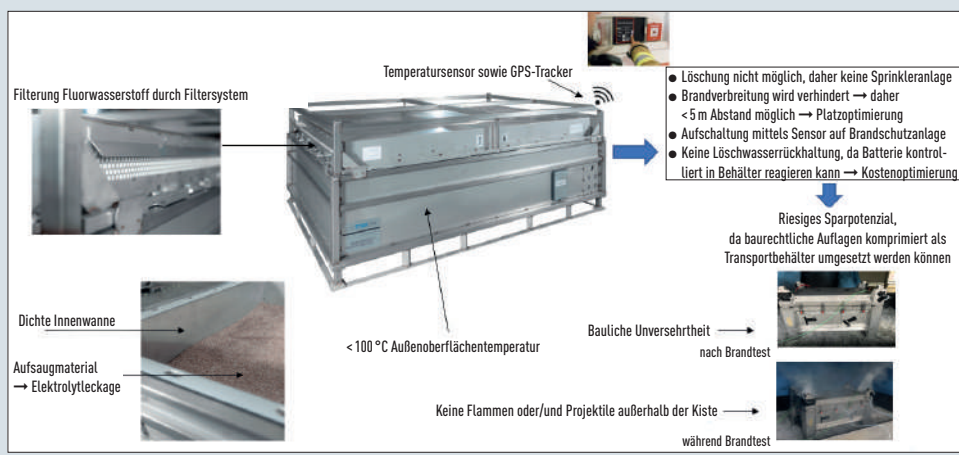 Temperatursensor sowie GPS-Tracker
Filterung Fluorwasserstoff durch Filtersystem
● Löschung nicht möglich, daher keine Sprinkleranlage
● Brandverbreitung wird verhindert → daher
< 5 m Abstand möglich → Platzoptimierung
● Aufschaltung mittels Sensor auf Brandschutzanlage
● Keine Löschwasserrückhaltung, da Batterie kontrol-
liert in Behälter reagieren kann → Kostenoptimierung
Riesiges Sparpotenzial,
da baurechtliche Auflagen komprimiert als
Transportbehälter umgesetzt werden können
Dichte Innenwanne
Aufsaugmaterial
→ Elektrolytleckage
< 100 °C Außenoberflächentemperatur
Bauliche Unversehrtheit
nach Brandtest
Keine Flammen oder/und Projektile außerhalb der Kiste
während Brandtest